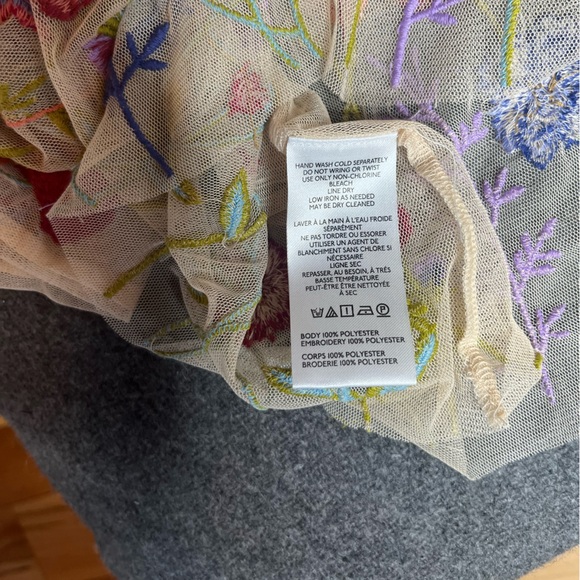 HAND WASH COLD SEPARATELY
DO NOT WRING OR TWIST
USE ONLY NON-CHLORINE
BLEACH
LINE DRY
LOW IRON AS NEEDED
MAY BE DRY CLEANED
LAVER À LA MAIN À L'EAU FROIDE
SÉPARÉMENT
NE PAS TORDRE OU ESSORER
UTILISER UN AGENT DE
BLANCHIMENT SANS CHLORE SI
NÉCESSAIRE
LIGNE SEC
REPASSER, AU BESOIN, À TRÉS
BASSE TEMPÉRATURE
PEUT-ÊTRE ÊTRE NETTOYÉE
À SEC
BODY 100% POLYESTER
EMBROIDERY 100% POLYESTER
CORPS 100% POLYESTER
BRODERIE 100% POLYESTER